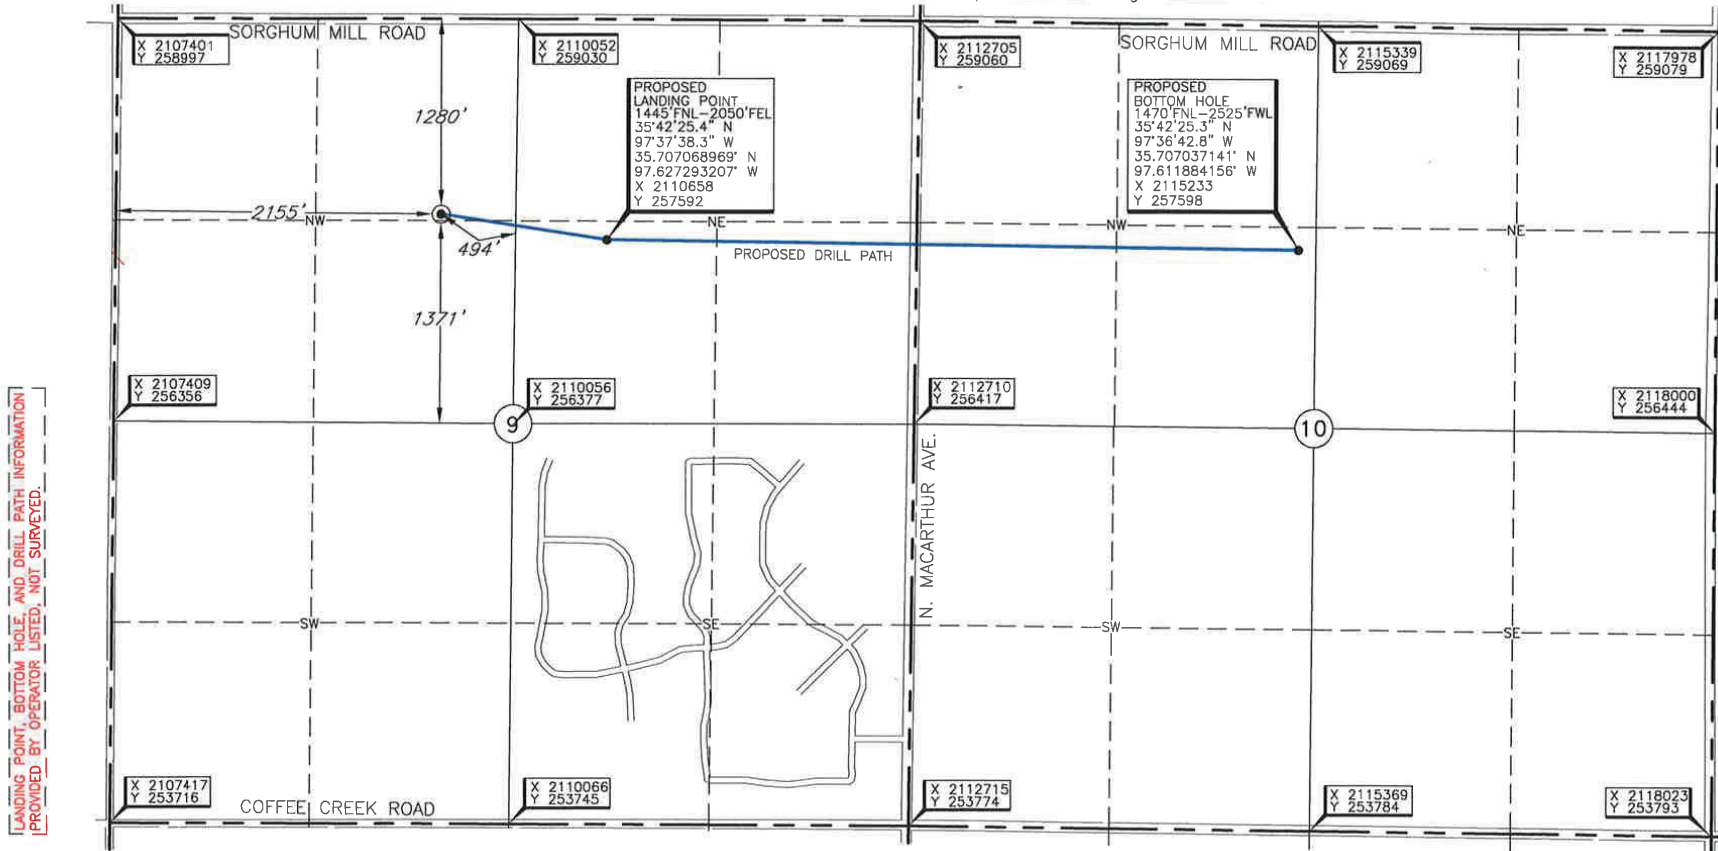 SORGHUM MILL ROAD
SORGHUM MILL ROAD
X 2107401
Y 258997
X 2110052
Y 259030
X 2112705
Y 259060
X 2115339
Y 259069
X 2117978
Y 259079
1280'
PROPOSED
LANDING POINT
1445'FNL-2050'FEL
35°42'25.4" N
97°37'38.3" W
35.707068969° N
97.627293207° W
X 2110658
Y 257592
PROPOSED
BOTTOM HOLE
1470'FNL-2525'FWL
35°42'25.3" N
97°36'42.8" W
35.707037141° N
97.611884156° W
X 2115233
Y 257598
2155'
NW
494'
NE
NW
NE
PROPOSED DRILL PATH
1371'
X 2107409
Y 256356
X 2110056
Y 256377
X 2112710
Y 256417
X 2118000
Y 256444
9
10
N. MACARTHUR AVE.
SW
SE
SW
SE
X 2107417
Y 253716
COFFEE CREEK ROAD
X 2110066
Y 253745
X 2112715
Y 253774
X 2115369
Y 253784
X 2118023
Y 253793
LANDING POINT, BOTTOM HOLE, AND DRILL PATH INFORMATION
PROVIDED BY OPERATOR LISTED, NOT SURVEYED.